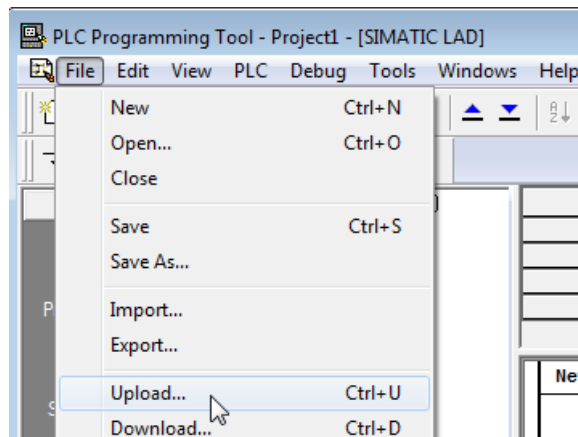 PLC Programming Tool - Project1 - [SIMATIC LAD]
File Edit View PLC Debug Tools Windows Help
New Ctrl+N
Open... Ctrl+O
Close
Save Ctrl+S
Save As...
Import...
Export...
Upload... Ctrl+U
Download... Ctrl+D